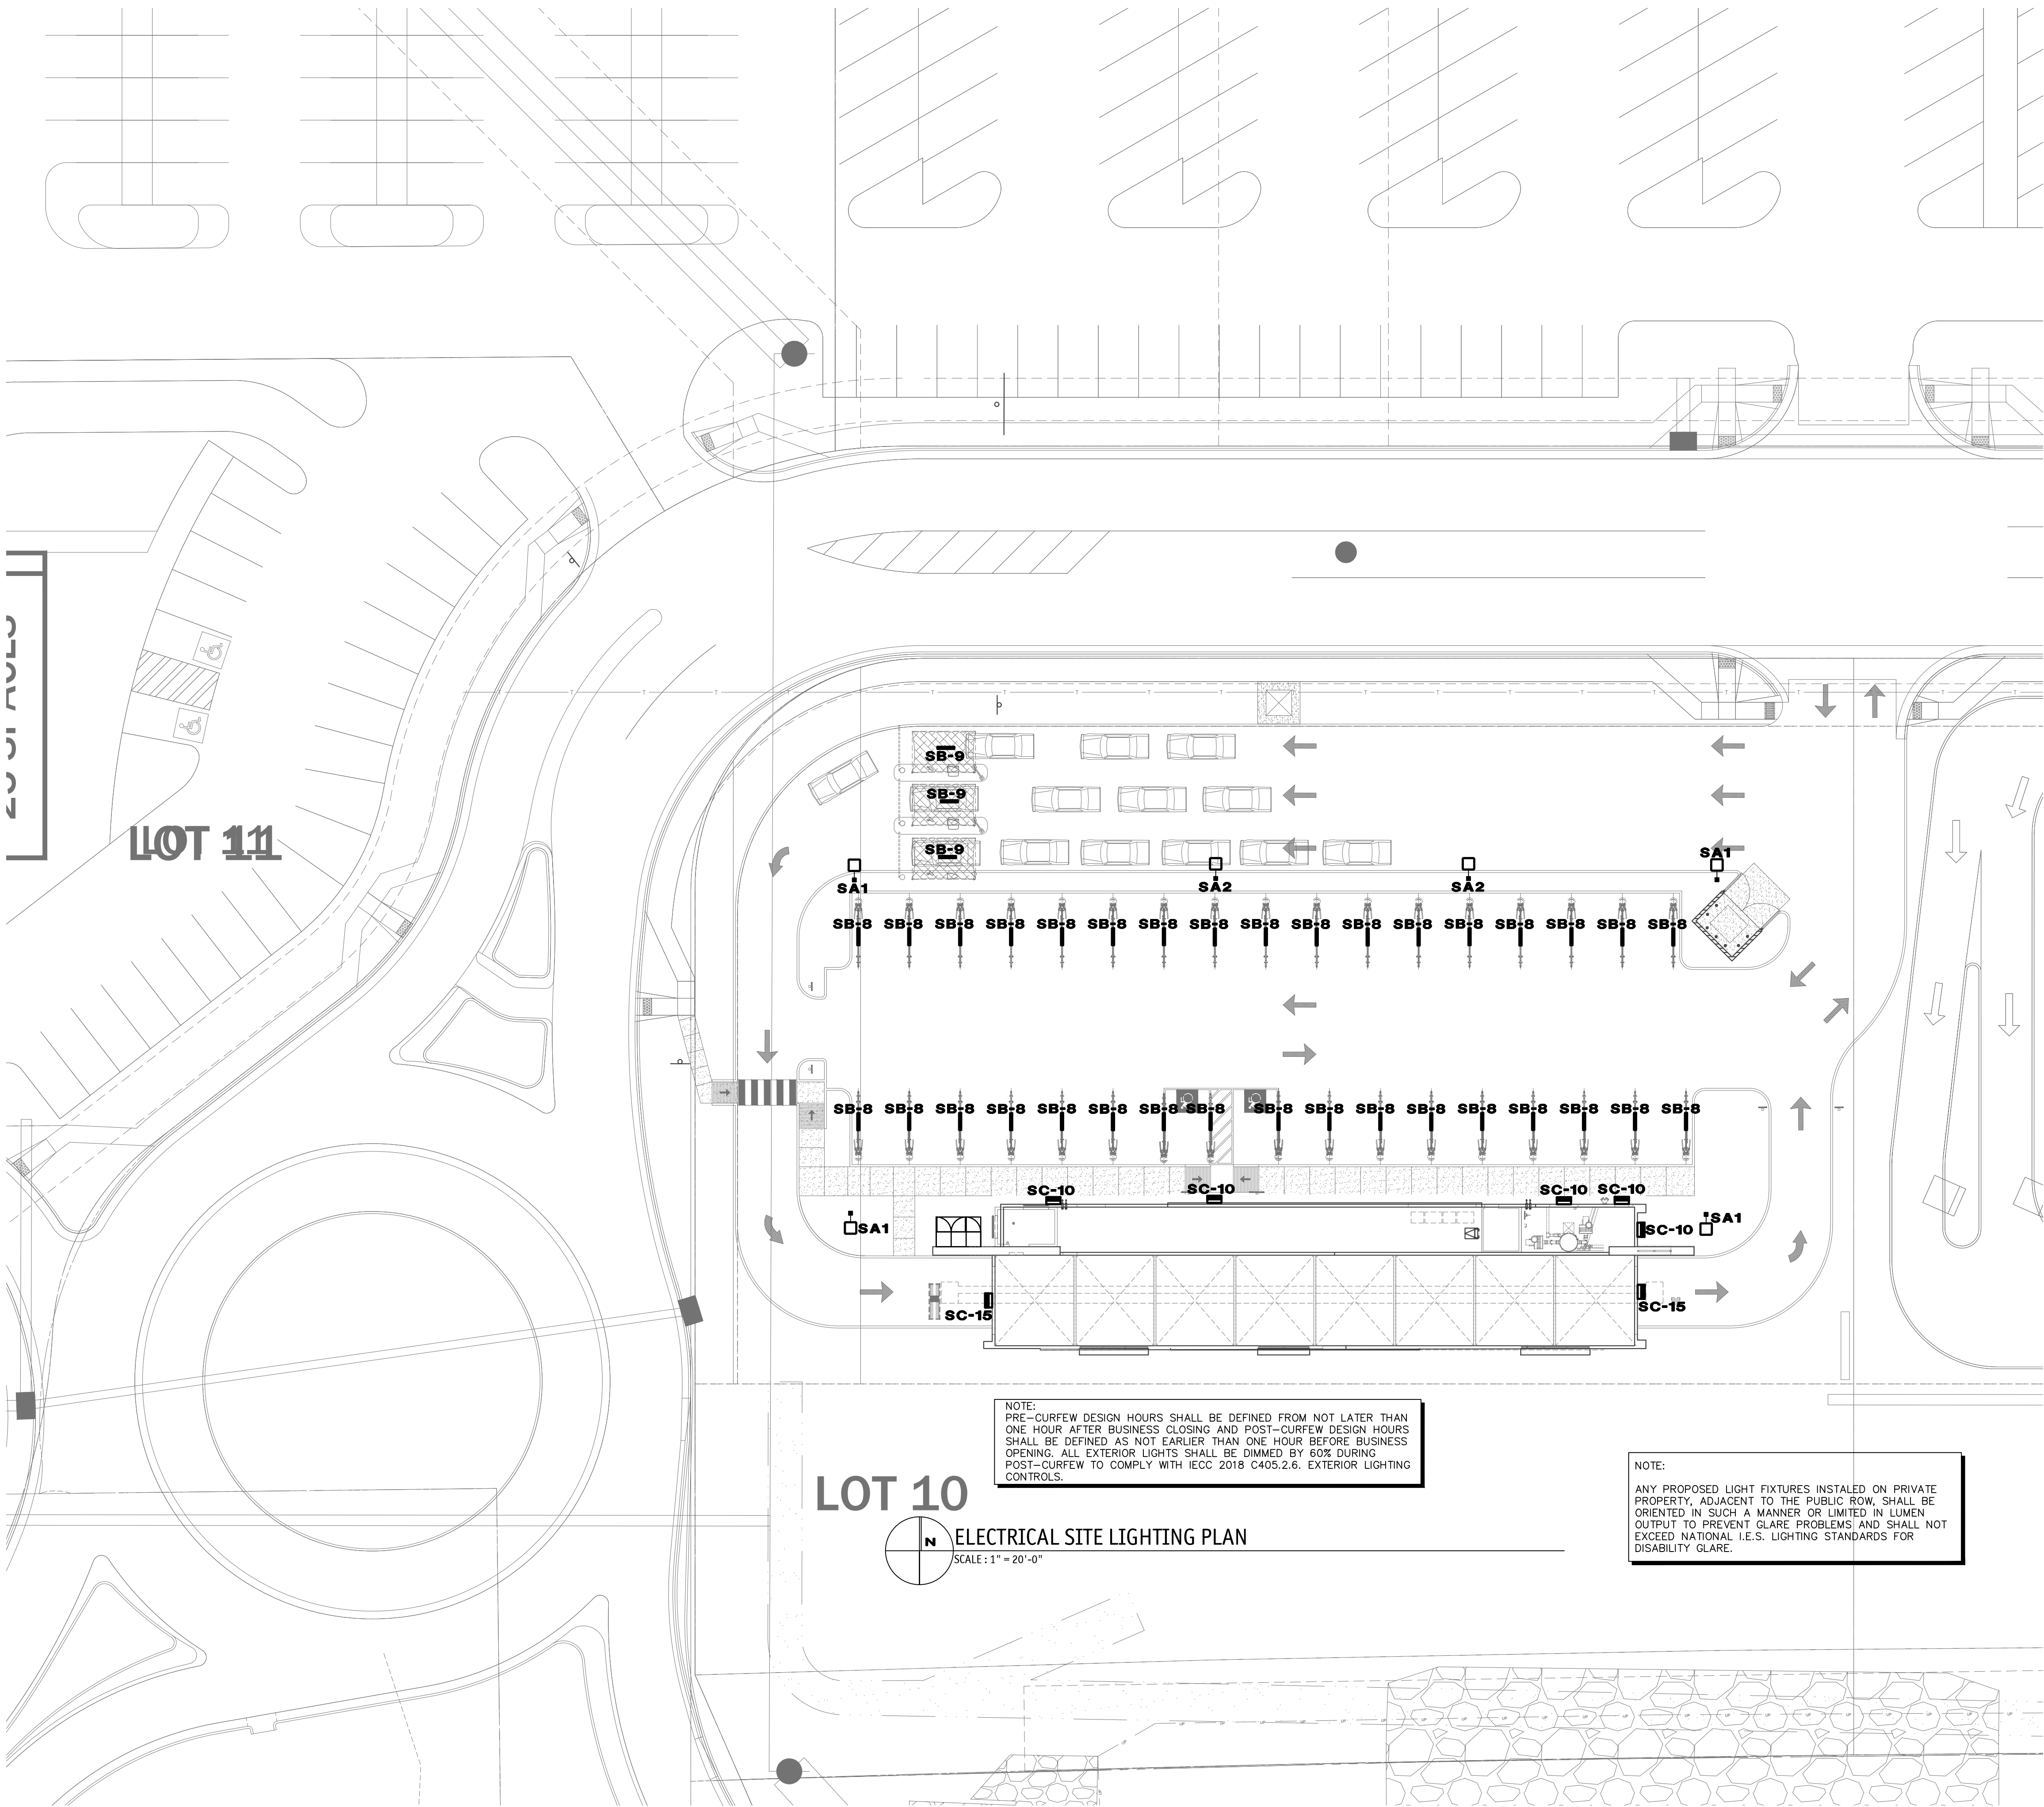 T T T T T T T T T T T T T T T T T T
SB-9
SB-9
SB-9
LOT 11
SA1
SA1 SA2 SA2
SB-8 SB-8 SB-8 SB-8 SB-8 SB-8 SB-8 SB-8 SB-8 SB-8 SB-8 SB-8 SB-8 SB-8 SB-8 SB-8 SB-8
SB-8 SB-8 SB-8 SB-8 SB-8 SB-8 SB-8 SB-8 SB-8 SB-8 SB-8 SB-8 SB-8 SB-8 SB-8 SB-8 SB-8
SC-10 SC-10 SC-10 SC-10
SA1 SC-10 SA1
SC-15 SC-15
NOTE:
PRE-CURFEW DESIGN HOURS SHALL BE DEFINED FROM NOT LATER THAN
ONE HOUR AFTER BUSINESS CLOSING AND POST-CURFEW DESIGN HOURS
SHALL BE DEFINED AS NOT EARLIER THAN ONE HOUR BEFORE BUSINESS
OPENING. ALL EXTERIOR LIGHTS SHALL BE DIMMED BY 60% DURING
POST-CURFEW TO COMPLY WITH IECC 2018 C405.2.6. EXTERIOR LIGHTING
CONTROLS.
NOTE:
ANY PROPOSED LIGHT FIXTURES INSTALED ON PRIVATE
PROPERTY, ADJACENT TO THE PUBLIC ROW, SHALL BE
ORIENTED IN SUCH A MANNER OR LIMITED IN LUMEN
OUTPUT TO PREVENT GLARE PROBLEMS AND SHALL NOT
EXCEED NATIONAL I.E.S. LIGHTING STANDARDS FOR
DISABILITY GLARE.
LOT 10
N
ELECTRICAL SITE LIGHTING PLAN
SCALE : 1" = 20'-0"